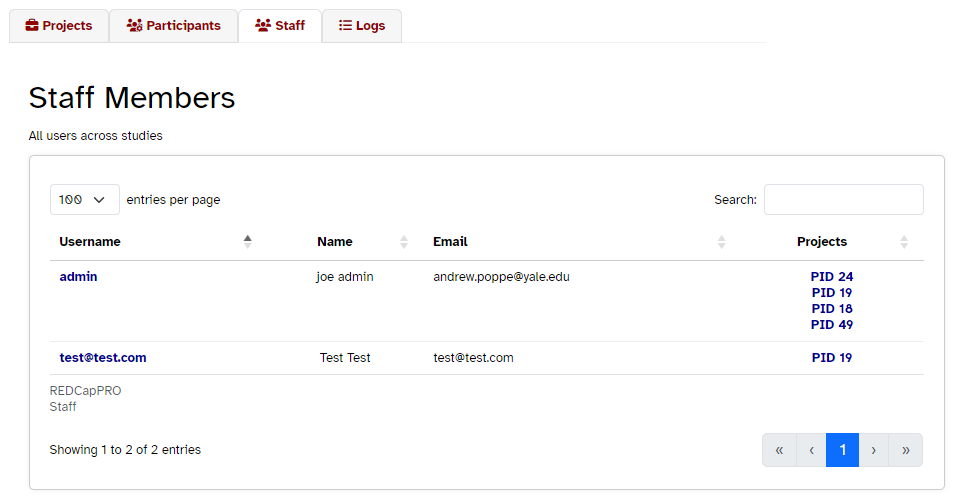 Projects Participants Staff Logs
Staff Members
All users across studies
100 entries per page Search:
Username Name Email Projects
admin joe admin andrew.poppe@yale.edu PID 24
PID 19
PID 18
PID 49
test@test.com Test Test test@test.com PID 19
REDCapPRO
Staff
Showing 1 to 2 of 2 entries « ‹ 1 › »